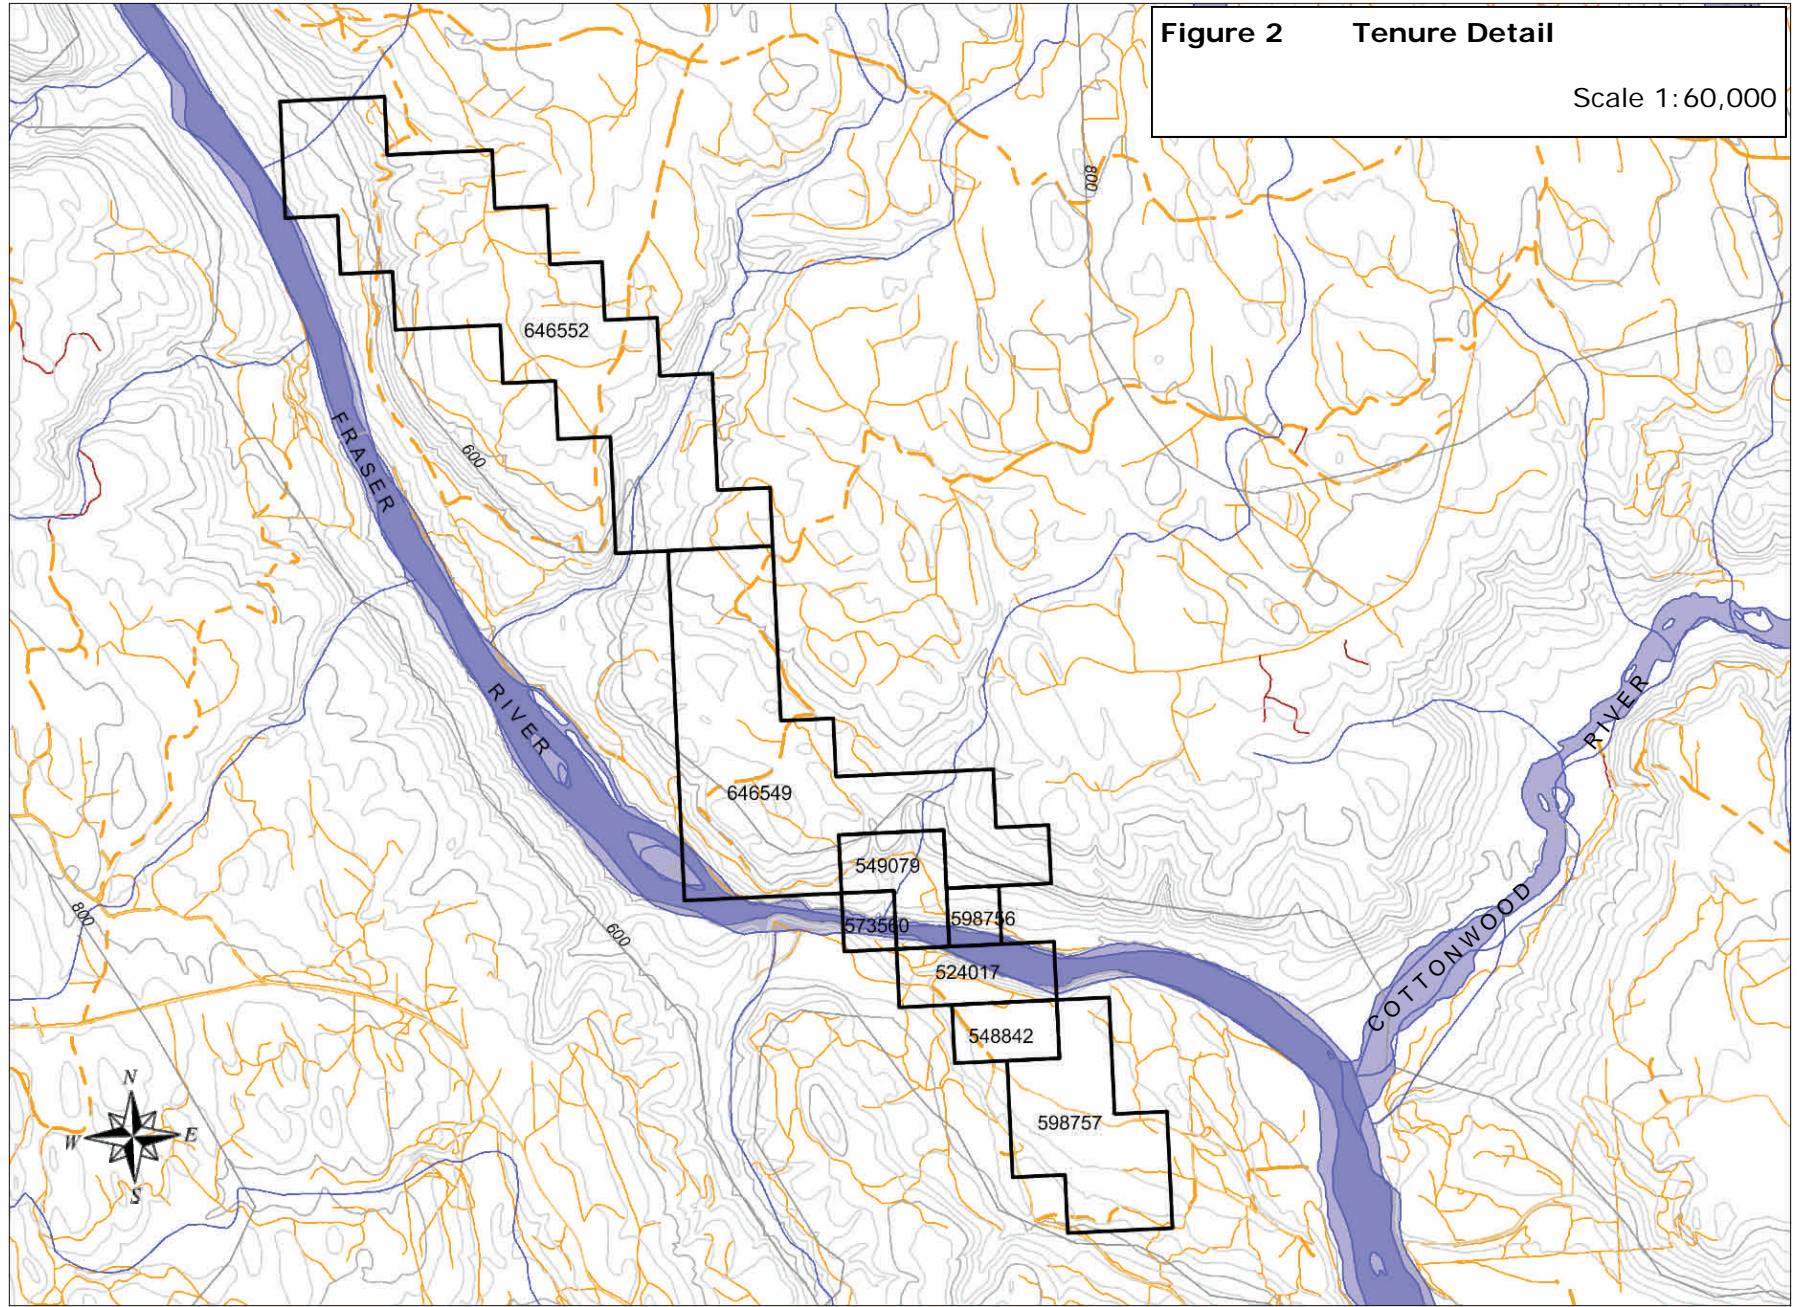 Figure 2 Tenure Detail
Scale 1:60,000
800
646552
FRASER
600
RIVER
RIVER
646549
549079
COTTONWOOD
800
600
573560
598756
524017
548842
598757
N
W E
S